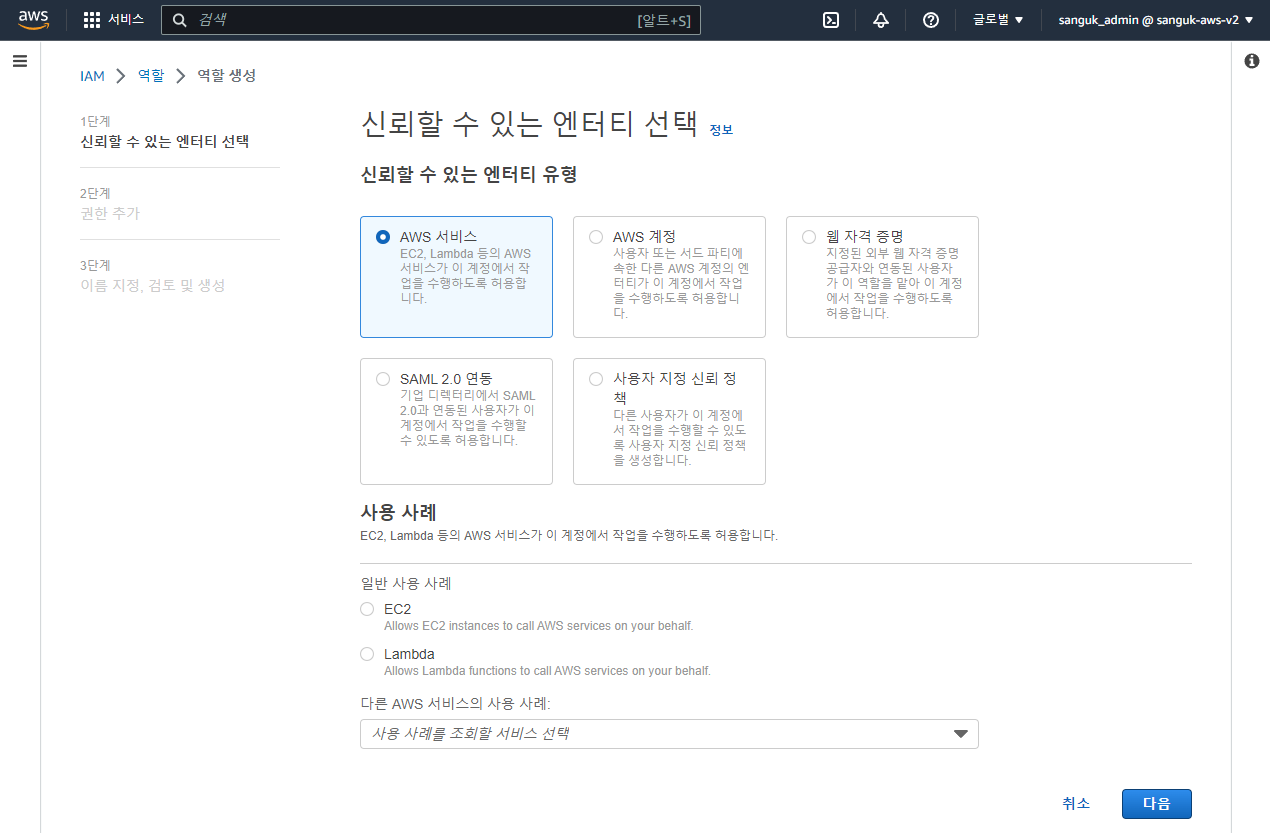 aws
서비스
검색
[알트+S]
글로벌
sanguk_admin @ sanguk-aws-v2
IAM
역할
역할 생성
1단계
신뢰할 수 있는 엔터티 선택
2단계
권한 추가
3단계
이름 지정, 검토 및 생성
신뢰할 수 있는 엔터티 선택 정보
신뢰할 수 있는 엔터티 유형
AWS 서비스
EC2, Lambda 등의 AWS
서비스가 이 계정에서 작
업을 수행하도록 허용합
니다.
AWS 계정
사용자 또는 서드 파티에
속한 다른 AWS 계정의 엔
터티가 이 계정에서 작업
을 수행하도록 허용합니
다.
웹 자격 증명
지정된 외부 웹 자격 증명
공급자와 연동된 사용자
가 이 역할을 맡아 이 계정
에서 작업을 수행하도록
허용합니다.
SAML 2.0 연동
기업 디렉터리에서 SAML
2.0과 연동된 사용자가 이
계정에서 작업을 수행할
수 있도록 허용합니다.
사용자 지정 신뢰 정
책
다른 사용자가 이 계정에
서 작업을 수행할 수 있도
록 사용자 지정 신뢰 정책
을 생성합니다.
사용 사례
EC2, Lambda 등의 AWS 서비스가 이 계정에서 작업을 수행하도록 허용합니다.
일반 사용 사례
EC2
Allows EC2 instances to call AWS services on your behalf.
Lambda
Allows Lambda functions to call AWS services on your behalf.
다른 AWS 서비스의 사용 사례:
사용 사례를 조회할 서비스 선택
취소
다음